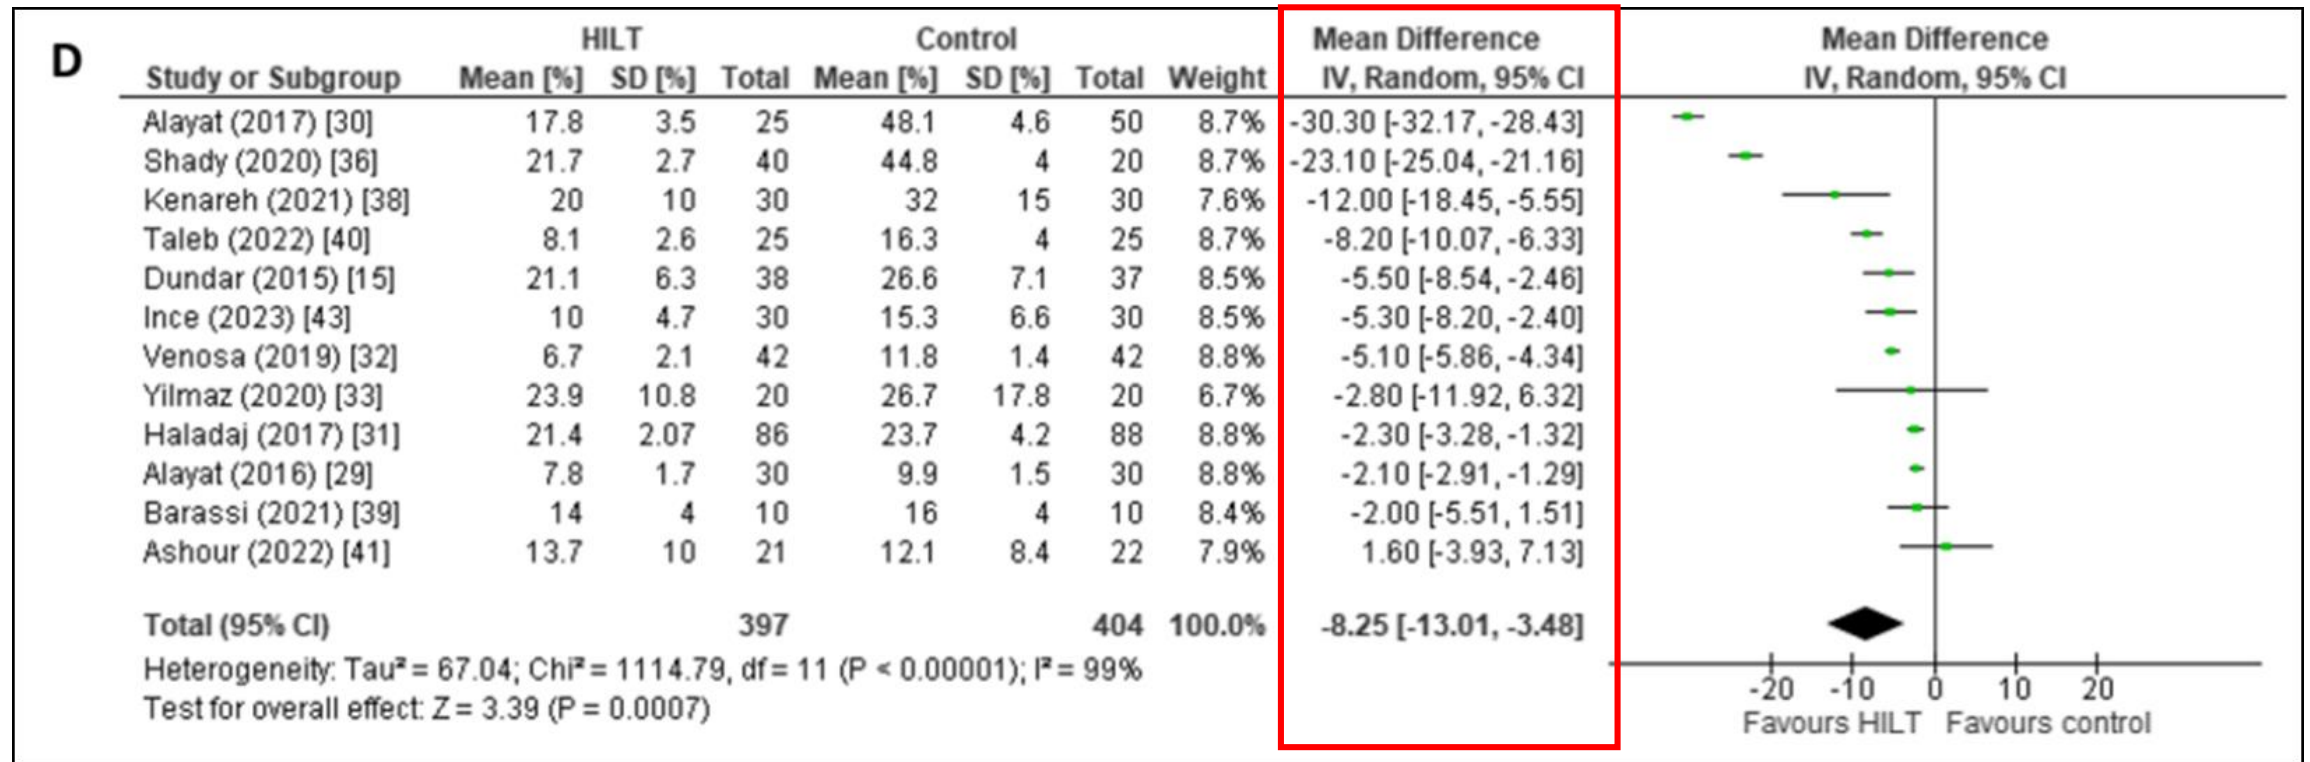 D
HILT Control Mean Difference Mean Difference
Study or Subgroup Mean [%] SD [%] Total Mean [%] SD [%] Total Weight IV, Random, 95% CI IV, Random, 95% CI
Alayat (2017) [30] 17.8 3.5 25 48.1 4.6 50 8.7% -30.30 [-32.17, -28.43]
Shady (2020) [36] 21.7 2.7 40 44.8 4 20 8.7% -23.10 [-25.04, -21.16]
Kenareh (2021) [38] 20 10 30 32 15 30 7.6% -12.00 [-18.45, -5.55]
Taleb (2022) [40] 8.1 2.6 25 16.3 4 25 8.7% -8.20 [-10.07, -6.33]
Dundar (2015) [15] 21.1 6.3 38 26.6 7.1 37 8.5% -5.50 [-8.54, -2.46]
Ince (2023) [43] 10 4.7 30 15.3 6.6 30 8.5% -5.30 [-8.20, -2.40]
Venosa (2019) [32] 6.7 2.1 42 11.8 1.4 42 8.8% -5.10 [-5.86, -4.34]
Yilmaz (2020) [33] 23.9 10.8 20 26.7 17.8 20 6.7% -2.80 [-11.92, 6.32]
Haladaj (2017) [31] 21.4 2.07 86 23.7 4.2 88 8.8% -2.30 [-3.28, -1.32]
Alayat (2016) [29] 7.8 1.7 30 9.9 1.5 30 8.8% -2.10 [-2.91, -1.29]
Barassi (2021) [39] 14 4 10 16 4 10 8.4% -2.00 [-5.51, 1.51]
Ashour (2022) [41] 13.7 10 21 12.1 8.4 22 7.9% 1.60 [-3.93, 7.13]
Total (95% CI) 397 404 100.0% -8.25 [-13.01, -3.48]
Heterogeneity: Tau² = 67.04; Chi² = 1114.79, df = 11 (P < 0.00001); I² = 99%
Test for overall effect: Z = 3.39 (P = 0.0007)
-20 -10 0 10 20
Favours HILT Favours control